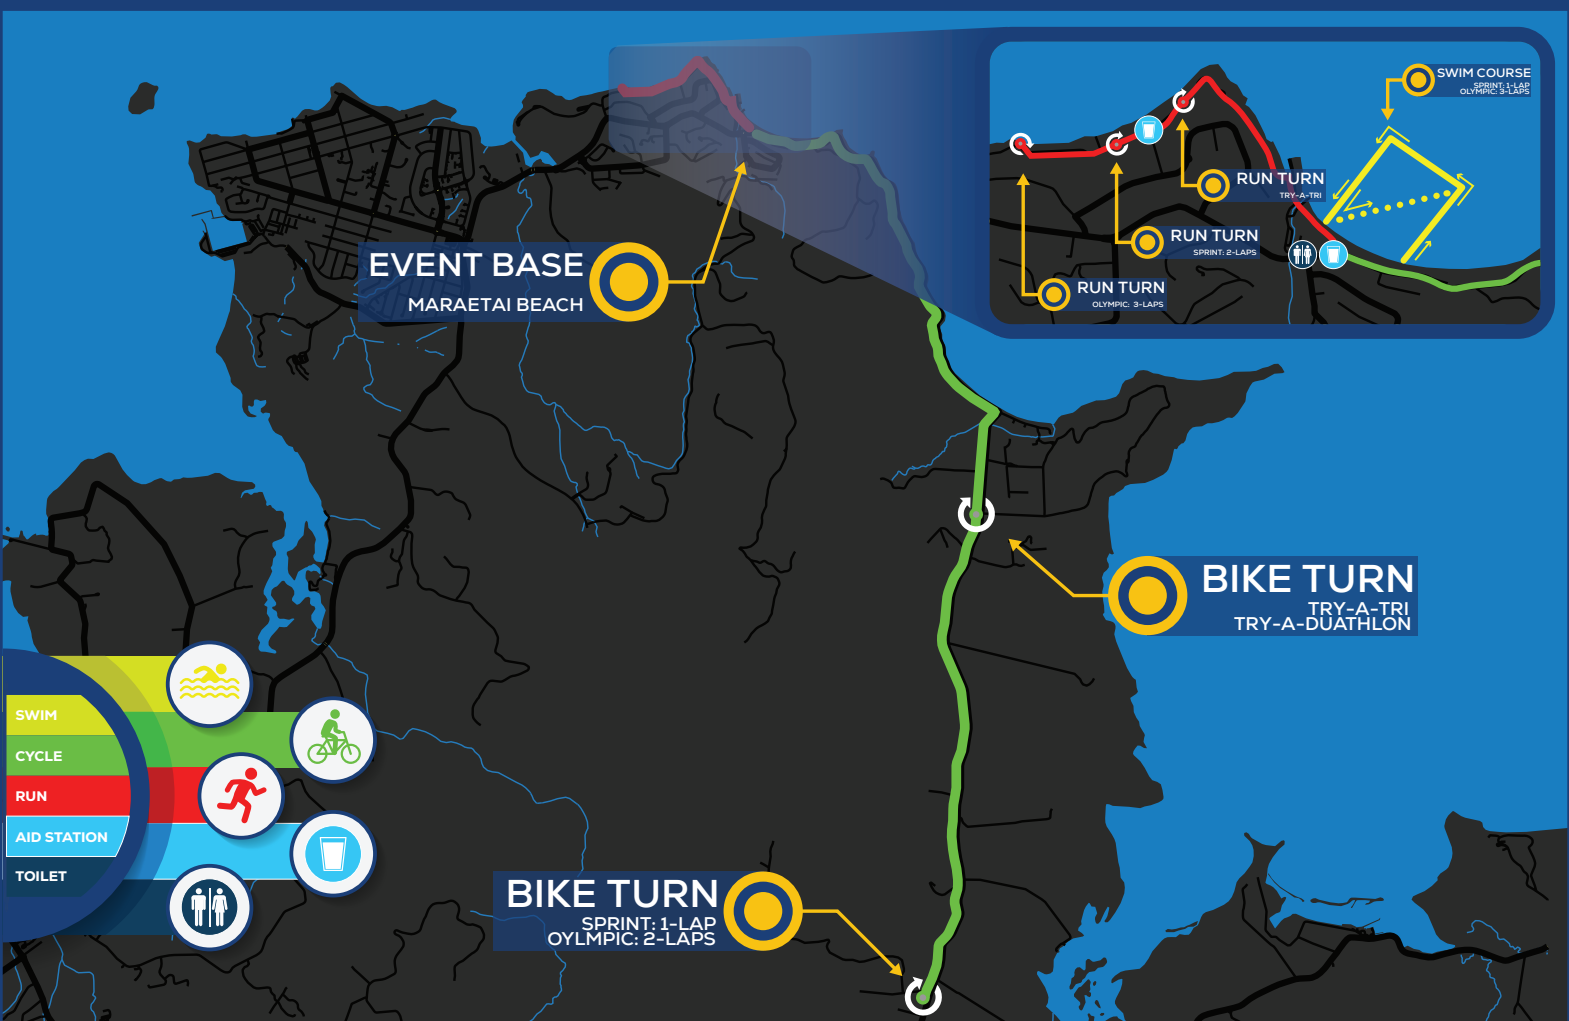 SWIM COURSE
SPRINT: 1-LAP
OLYMPIC: 3-LAPS
RUN TURN
TRY-A-TRI
RUN TURN
SPRINT: 2-LAPS
RUN TURN
OLYMPIC: 3-LAPS
EVENT BASE
MARAETAI BEACH
BIKE TURN
TRY-A-TRI
TRY-A-DUATHLON
SWIM
CYCLE
RUN
AID STATION
TOILET
BIKE TURN
SPRINT: 1-LAP
OYLMPIC: 2-LAPS